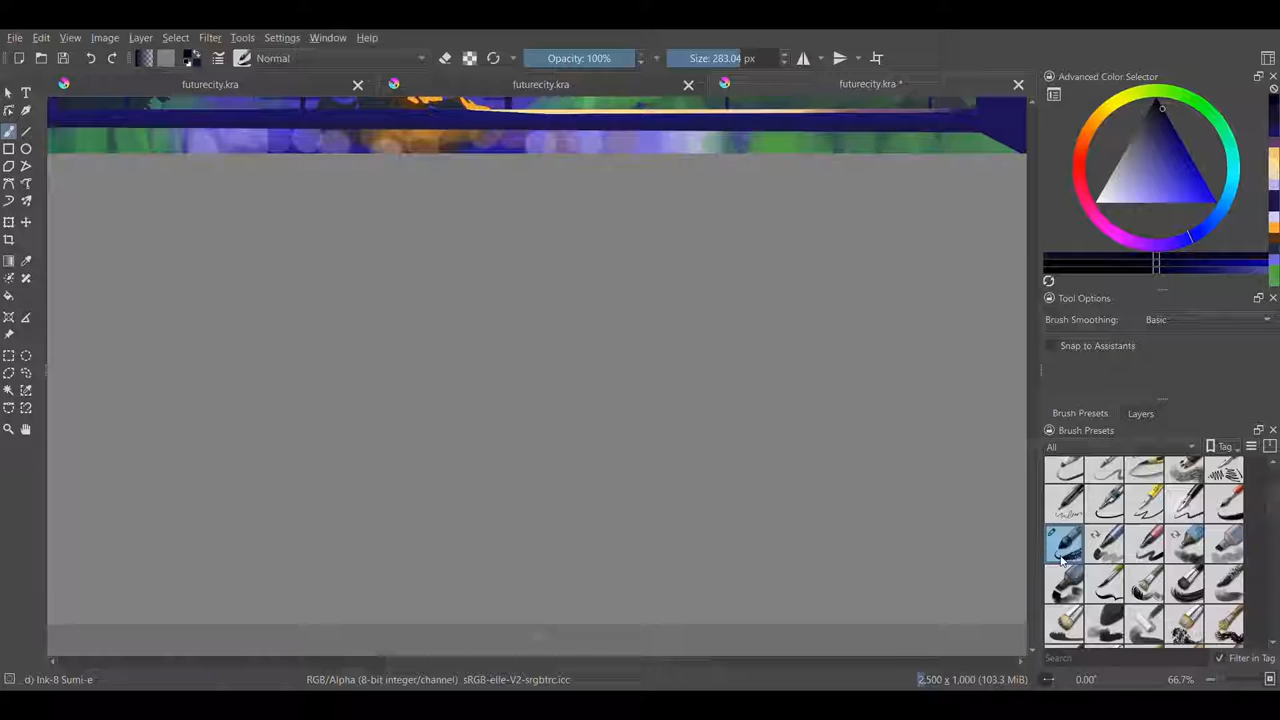 File Edit View Image Layer Select Filter Tools Settings Window Help
Normal Opacity: 100% Size: 283.04 px
futurecity.kra futurecity.kra futurecity.kra *
Advanced Color Selector
Tool Options
Brush Smoothing: Basic
Snap to Assistants
Brush Presets Layers
Brush Presets
All Tag
Search Filter in Tag
d) Ink-8 Sumi-e RGB/Alpha (8-bit integer/channel) sRGB-elle-V2-srgbtrc.icc 2,500 x 1,000 (103.3 MiB) 0.00° 66.7%